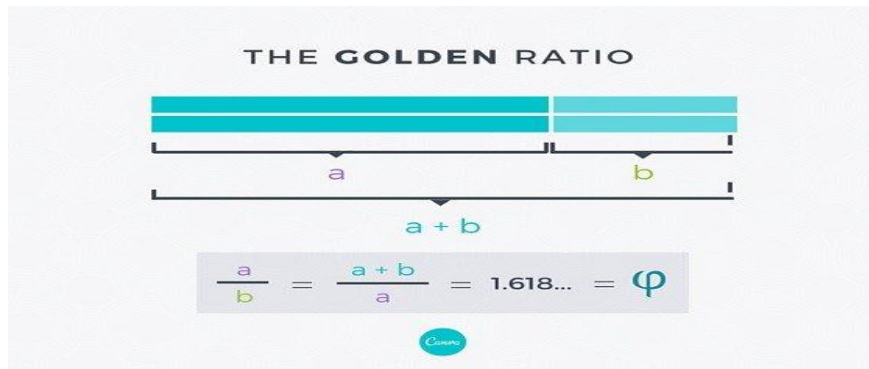 THE GOLDEN RATIO
a b
a + b
a/b = a + b/a = 1.618... = φ
Canva